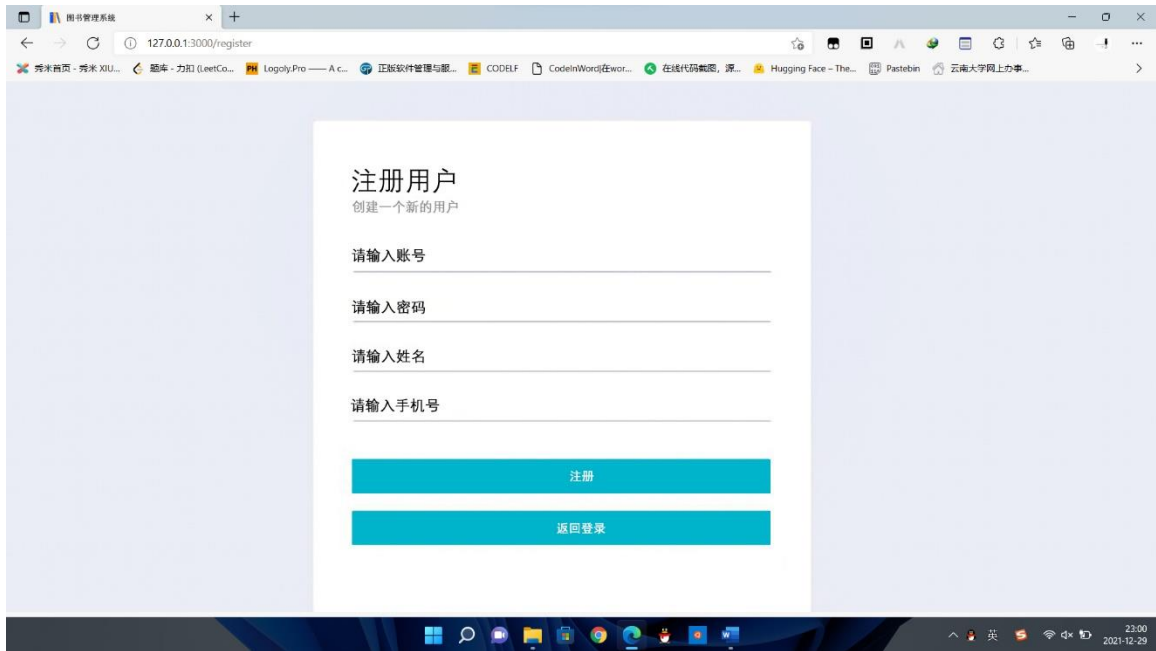 图书管理系统
127.0.0.1:3000/register
秀米首页 - 秀米 XIU...
题库 - 力扣 (LeetCo...
PH Logoly.Pro —— A c...
正版软件管理与服...
E CODELF
CodeInWord|在wor...
在线代码截图，源...
Hugging Face – The...
Pastebin
云南大学网上办事...
注册用户
创建一个新的用户
请输入账号
请输入密码
请输入姓名
请输入手机号
注册
返回登录
英
23:00
2021-12-29